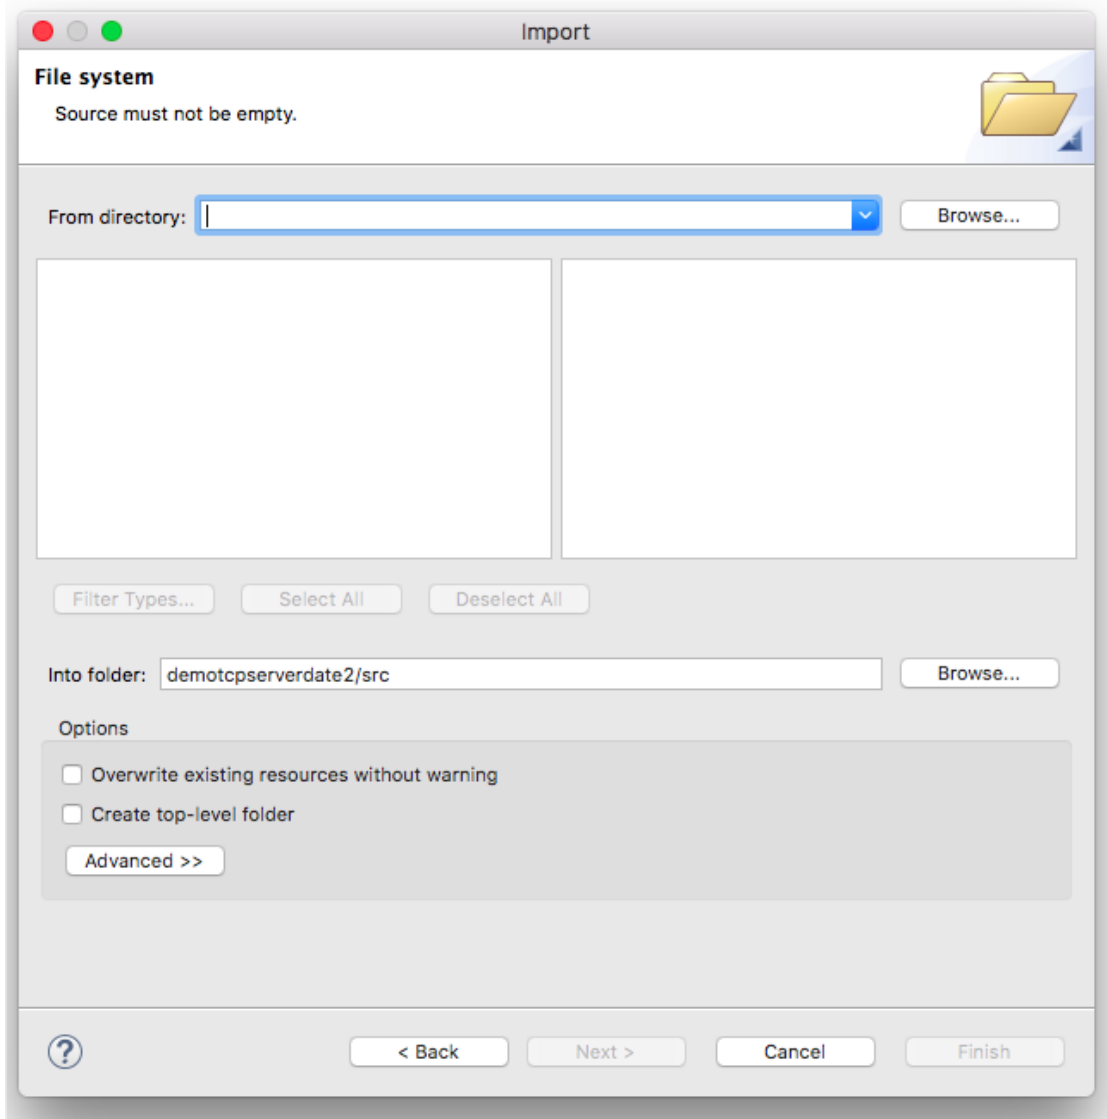 Import
File system
Source must not be empty.
From directory:
Browse...
Filter Types...
Select All
Deselect All
Into folder:
demotcpserverdate2/src
Browse...
Options
Overwrite existing resources without warning
Create top-level folder
Advanced >>
?
< Back
Next >
Cancel
Finish